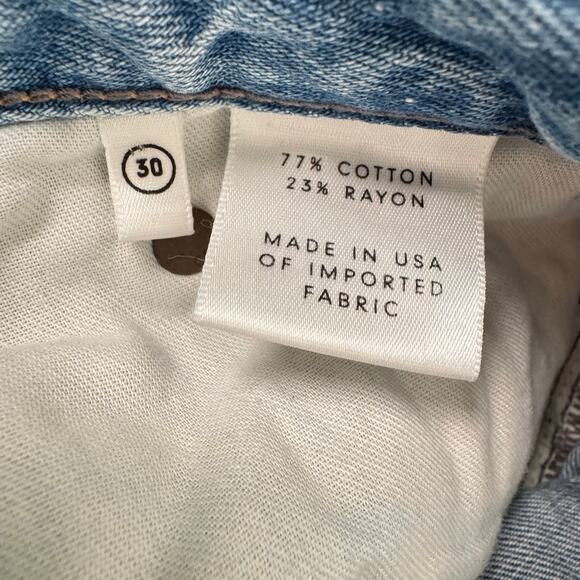 30
77% COTTON
23% RAYON
MADE IN USA
OF IMPORTED
FABRIC